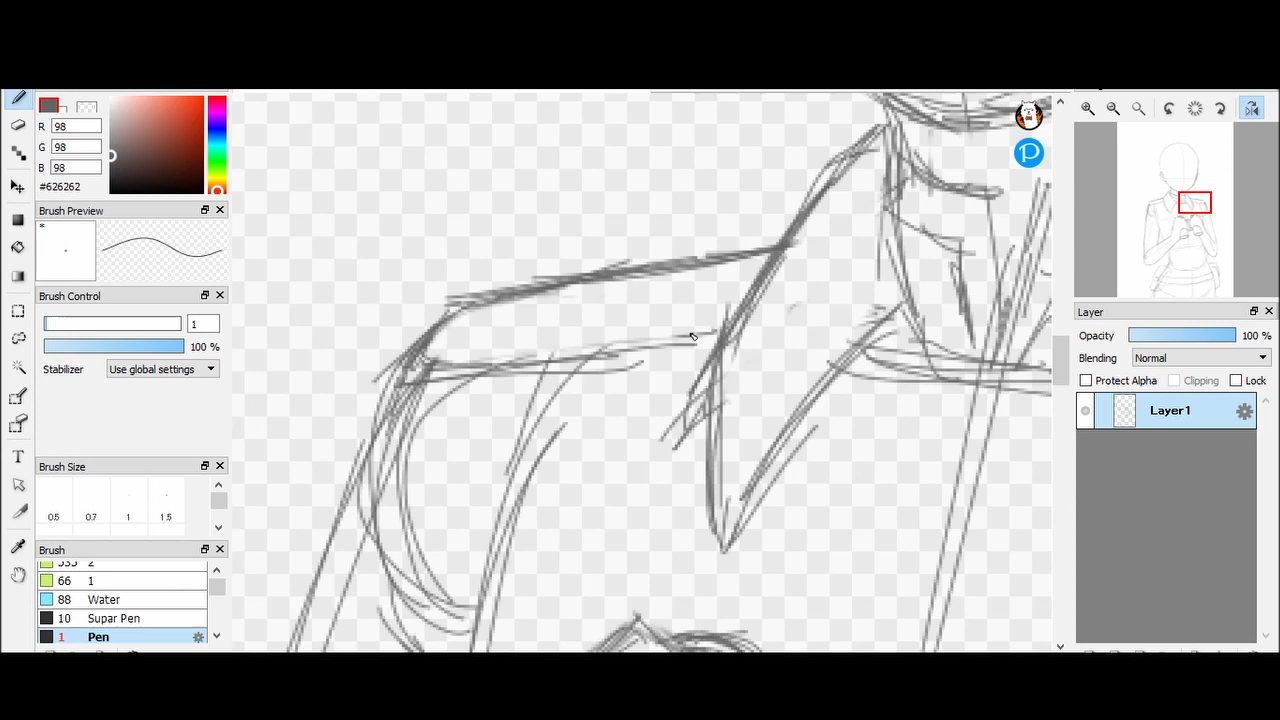 R 98
G 98
B 98
#626262
Brush Preview
*
Brush Control
1
100 %
Stabilizer Use global settings
Brush Size
0.5 0.7 1 1.5
Brush
535 2
66 1
88 Water
10 Supar Pen
1 Pen
T
P
Layer
Opacity 100 %
Blending Normal
Protect Alpha Clipping Lock
Layer1